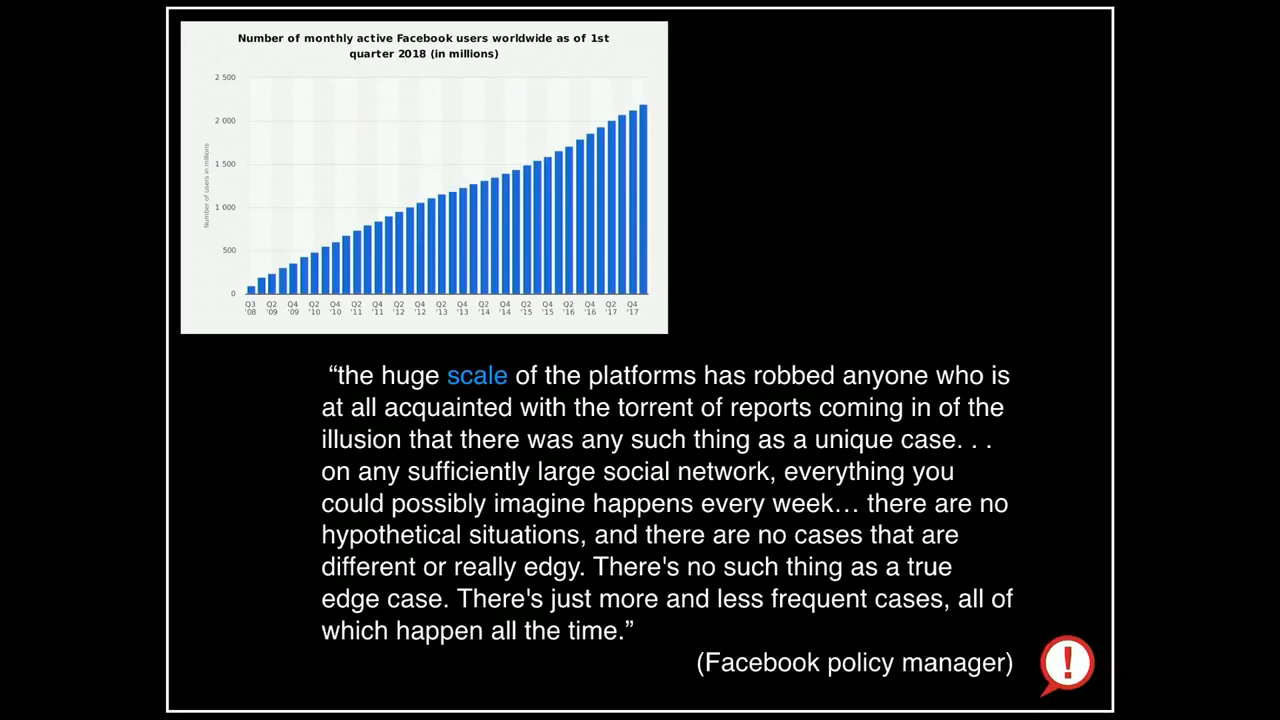 Number of monthly active Facebook users worldwide as of 1st
quarter 2018 (in millions)
2 500
2 000
1 500
1 000
500
0
Number of users in millions
Q3 Q2 Q4 Q2 Q4 Q2 Q4 Q2 Q4 Q2 Q4 Q2 Q4 Q2 Q4 Q2 Q4 Q2 Q4
'08 '09 '09 '10 '10 '11 '11 '12 '12 '13 '13 '14 '14 '15 '15 '16 '16 '17 '17
“the huge scale of the platforms has robbed anyone who is
at all acquainted with the torrent of reports coming in of the
illusion that there was any such thing as a unique case. . .
on any sufficiently large social network, everything you
could possibly imagine happens every week… there are no
hypothetical situations, and there are no cases that are
different or really edgy. There's no such thing as a true
edge case. There's just more and less frequent cases, all of
which happen all the time.”
(Facebook policy manager)
!